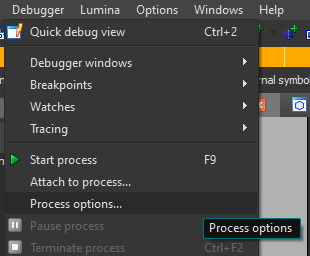 Debugger Lumina Options Windows
Quick debug view Ctrl+2
Debugger windows
Breakpoints
rnal symbo
Watches
Tracing
Start process F9
Attach to process...
Process options...
Pause process
Process options
Terminate process Ctrl+F2